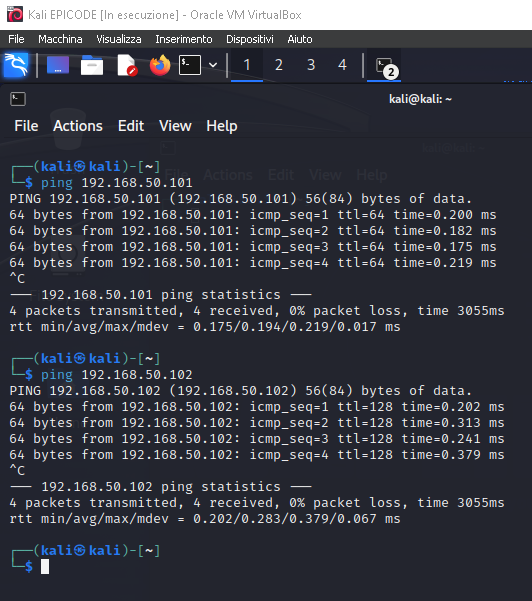 Kali EPICODE [In esecuzione] - Oracle VM VirtualBox
File Macchina Visualizza Inserimento Dispositivi Aiuto
1 2 3 4 2
kali@kali: ~
File Actions Edit View Help
┌──(kali㉿kali)-[~]
└─$ ping 192.168.50.101
PING 192.168.50.101 (192.168.50.101) 56(84) bytes of data.
64 bytes from 192.168.50.101: icmp_seq=1 ttl=64 time=0.200 ms
64 bytes from 192.168.50.101: icmp_seq=2 ttl=64 time=0.182 ms
64 bytes from 192.168.50.101: icmp_seq=3 ttl=64 time=0.175 ms
64 bytes from 192.168.50.101: icmp_seq=4 ttl=64 time=0.219 ms
^C
--- 192.168.50.101 ping statistics ---
4 packets transmitted, 4 received, 0% packet loss, time 3055ms
rtt min/avg/max/mdev = 0.175/0.194/0.219/0.017 ms
┌──(kali㉿kali)-[~]
└─$ ping 192.168.50.102
PING 192.168.50.102 (192.168.50.102) 56(84) bytes of data.
64 bytes from 192.168.50.102: icmp_seq=1 ttl=128 time=0.202 ms
64 bytes from 192.168.50.102: icmp_seq=2 ttl=128 time=0.313 ms
64 bytes from 192.168.50.102: icmp_seq=3 ttl=128 time=0.241 ms
64 bytes from 192.168.50.102: icmp_seq=4 ttl=128 time=0.379 ms
^C
--- 192.168.50.102 ping statistics ---
4 packets transmitted, 4 received, 0% packet loss, time 3055ms
rtt min/avg/max/mdev = 0.202/0.283/0.379/0.067 ms
┌──(kali㉿kali)-[~]
└─$